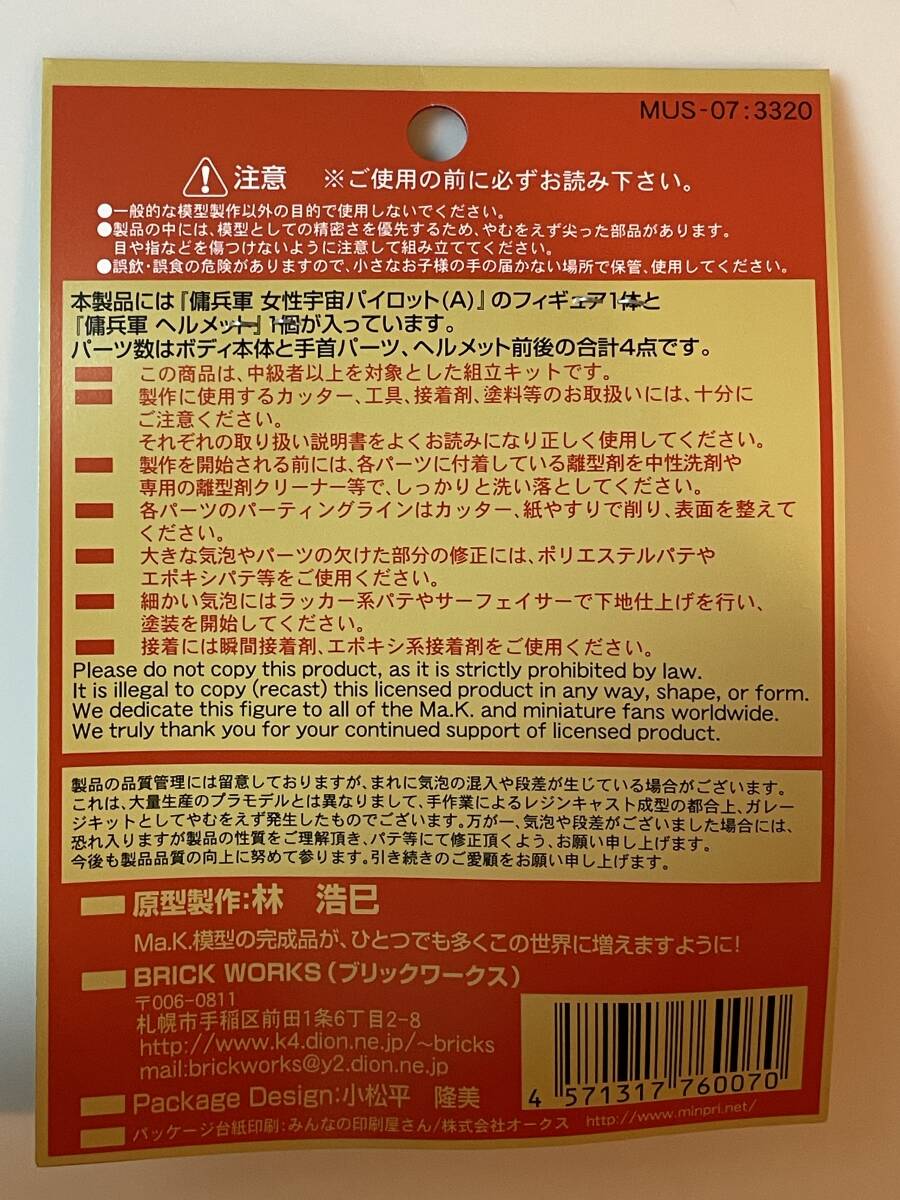 MUS-07:3320
注意 ※ご使用の前に必ずお読み下さい。
●一般的な模型製作以外の目的で使用しないでください。
●製品の中には、模型としての精密さを優先するため、やむをえず尖った部品があります。
目や指などを傷つけないように注意して組み立ててください。
●誤飲・誤食の危険がありますので、小さなお子様の手の届かない場所で保管、使用してください。
本製品には『傭兵軍 女性宇宙パイロット(A)』のフィギュア1体と
『傭兵軍 ヘルメット』1個が入っています。
パーツ数はボディ本体と手首パーツ、ヘルメット前後の合計4点です。
この商品は、中級者以上を対象とした組立キットです。
製作に使用するカッター、工具、接着剤、塗料等のお取扱いには、十分に
ご注意ください。
それぞれの取り扱い説明書をよくお読みになり正しく使用してください。
製作を開始される前には、各パーツに付着している離型剤を中性洗剤や
専用の離型剤クリーナー等で、しっかりと洗い落としてください。
各パーツのパーティングラインはカッター、紙やすりで削り、表面を整えて
ください。
大きな気泡やパーツの欠けた部分の修正には、ポリエステルパテや
エポキシパテ等をご使用ください。
細かい気泡にはラッカー系パテやサーフェイサーで下地仕上げを行い、
塗装を開始してください。
接着には瞬間接着剤、エポキシ系接着剤をご使用ください。
Please do not copy this product, as it is strictly prohibited by law.
It is illegal to copy (recast) this licensed product in any way, shape, or form.
We dedicate this figure to all of the Ma.K. and miniature fans worldwide.
We truly thank you for your continued support of licensed product.
製品の品質管理には留意しておりますが、まれに気泡の混入や段差が生じている場合がございます。
これは、大量生産のプラモデルとは異なりまして、手作業によるレジンキャスト成型の都合上、ガレー
ジキットとしてやむをえず発生したものでございます。万が一、気泡や段差がございました場合には、
恐れ入りますが製品の性質をご理解頂き、パテ等にて修正頂くよう、お願い申し上げます。
今後も製品品質の向上に努めて参ります。引き続きのご愛顧をお願い申し上げます。
原型製作:林 浩巳
Ma.K.模型の完成品が、ひとつでも多くこの世界に増えますように!
BRICK WORKS(ブリックワークス)
〒006-0811
札幌市手稲区前田1条6丁目2-8
http://www.k4.dion.ne.jp/~bricks
mail:brickworks@y2.dion.ne.jp
Package Design:小松平 隆美
パッケージ台紙印刷:みんなの印刷屋さん/株式会社オークス
4 571317 760070
http://www.minpri.net/